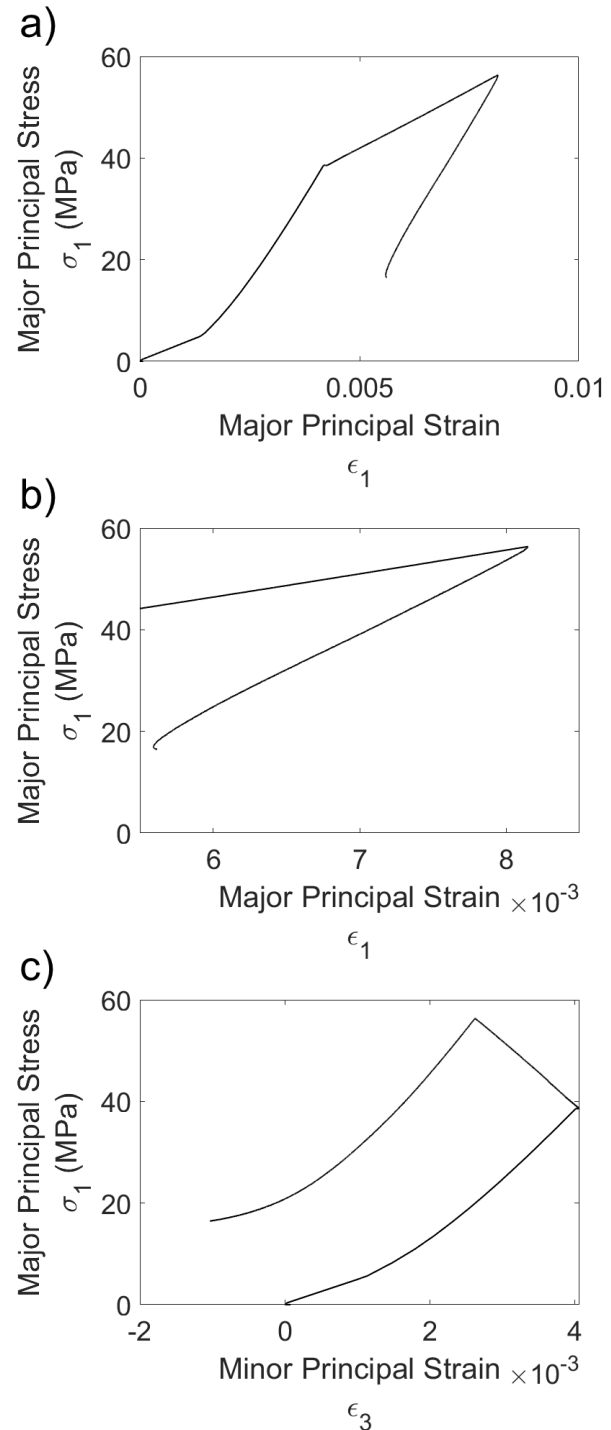 a)
60
40
20
0
Major Principal Stress
σ₁ (MPa)
0 0.005 0.01
Major Principal Strain
ϵ₁
b)
60
40
20
0
Major Principal Stress
σ₁ (MPa)
6 7 8
Major Principal Strain ×10⁻³
ϵ₁
c)
60
40
20
0
Major Principal Stress
σ₁ (MPa)
-2 0 2 4
Minor Principal Strain ×10⁻³
ϵ₃